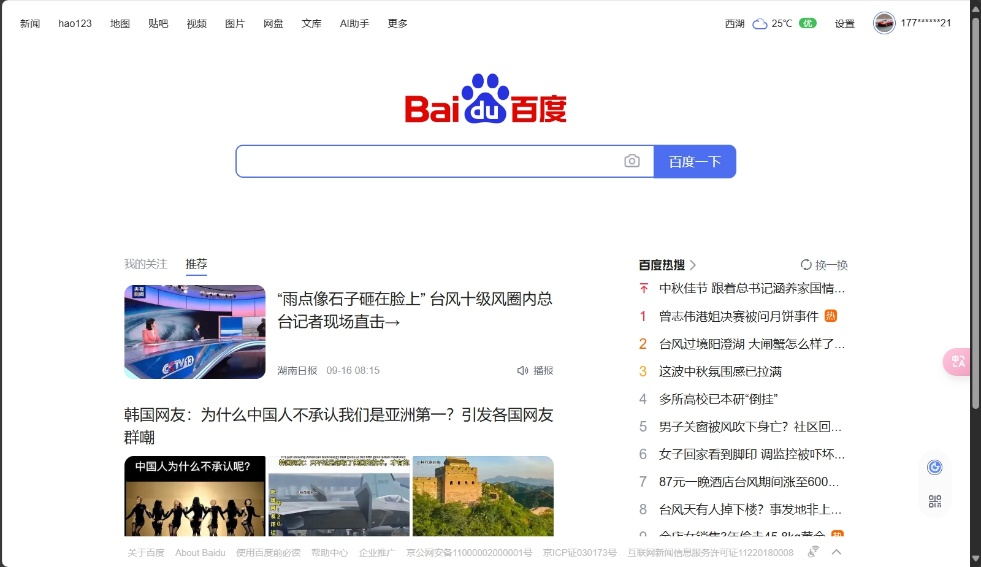 新闻 hao123 地图 贴吧 视频 图片 网盘 文库 AI助手 更多
西湖 25℃ 优 设置 177******21
Bai du 百度
百度一下
我的关注 推荐
“雨点像石子砸在脸上” 台风十级风圈内总
台记者现场直击→
湖南日报 09-16 08:15 播报
韩国网友：为什么中国人不承认我们是亚洲第一？引发各国网友
群嘲
中国人为什么不承认呢?
百度热搜 换一换
中秋佳节 跟着总书记涵养家国情...
1 曾志伟港姐决赛被问月饼事件 热
2 台风过境阳澄湖 大闸蟹怎么样了...
3 这波中秋氛围感已拉满
4 多所高校已本研“倒挂”
5 男子关窗被风吹下身亡？社区回...
6 女子回家看到脚印 调监控被吓坏...
7 87元一晚酒店台风期间涨至600...
8 台风天有人掉下楼？事发地非上...
9 金店女销售3年偷走45.8kg黄金 热
关于百度 About Baidu 使用百度前必读 帮助中心 企业推广 京公网安备11000002000001号 京ICP证030173号 互联网新闻信息服务许可证11220180008